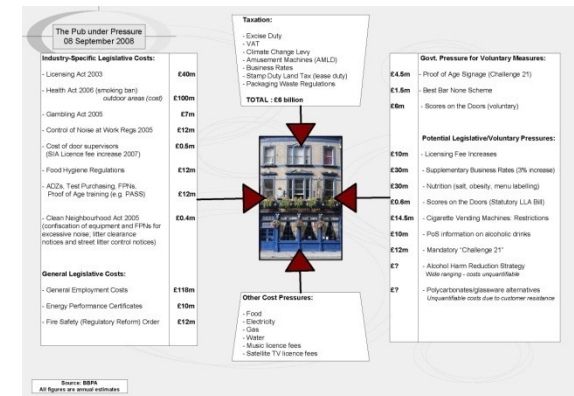 The Pub under Pressure
08 September 2008
Industry-Specific Legislative Costs:
- Licensing Act 2003 £40m
- Health Act 2006 (smoking ban)
outdoor areas (cost) £100m
- Gambling Act 2005 £7m
- Control of Noise at Work Regs 2005 £12m
- Cost of door supervisors £0.5m
(SIA Licence fee increase 2007)
- Food Hygiene Regulations £12m
- ADZs, Test Purchasing, FPNs,
Proof of Age training (e.g. PASS) £12m
- Clean Neighbourhood Act 2005 £0.4m
(confiscation of equipment and FPNs for
excessive noise, litter clearance
notices and street litter control notices)
General Legislative Costs:
- General Employment Costs £118m
- Energy Performance Certificates £10m
- Fire Safety (Regulatory Reform) Order £12m
Taxation:
- Excise Duty
- VAT
- Climate Change Levy
- Amusement Machines (AMLD)
- Business Rates
- Stamp Duty Land Tax (lease duty)
- Packaging Waste Regulations
TOTAL : £6 billion
Other Cost Pressures:
- Food
- Electricity
- Gas
- Water
- Music licence fees
- Satellite TV licence fees
Govt. Pressure for Voluntary Measures:
£4.5m - Proof of Age Signage (Challenge 21)
£1.5m - Best Bar None Scheme
£6m - Scores on the Doors (voluntary)
Potential Legislative/Voluntary Pressures:
£10m - Licensing Fee Increases
£30m - Supplementary Business Rates (3% increase)
£30m - Nutrition (salt, obesity, menu labelling)
£0.6m - Scores on the Doors (Statutory LLA Bill)
£14.5m - Cigarette Vending Machines: Restrictions
£10m - PoS information on alcoholic drinks
£12m - Mandatory "Challenge 21"
£? - Alcohol Harm Reduction Strategy
Wide ranging - costs unquantifiable
£? - Polycarbonates/glassware alternatives
Unquantifiable costs due to customer resistance
Source: BBPA
All figures are annual estimates